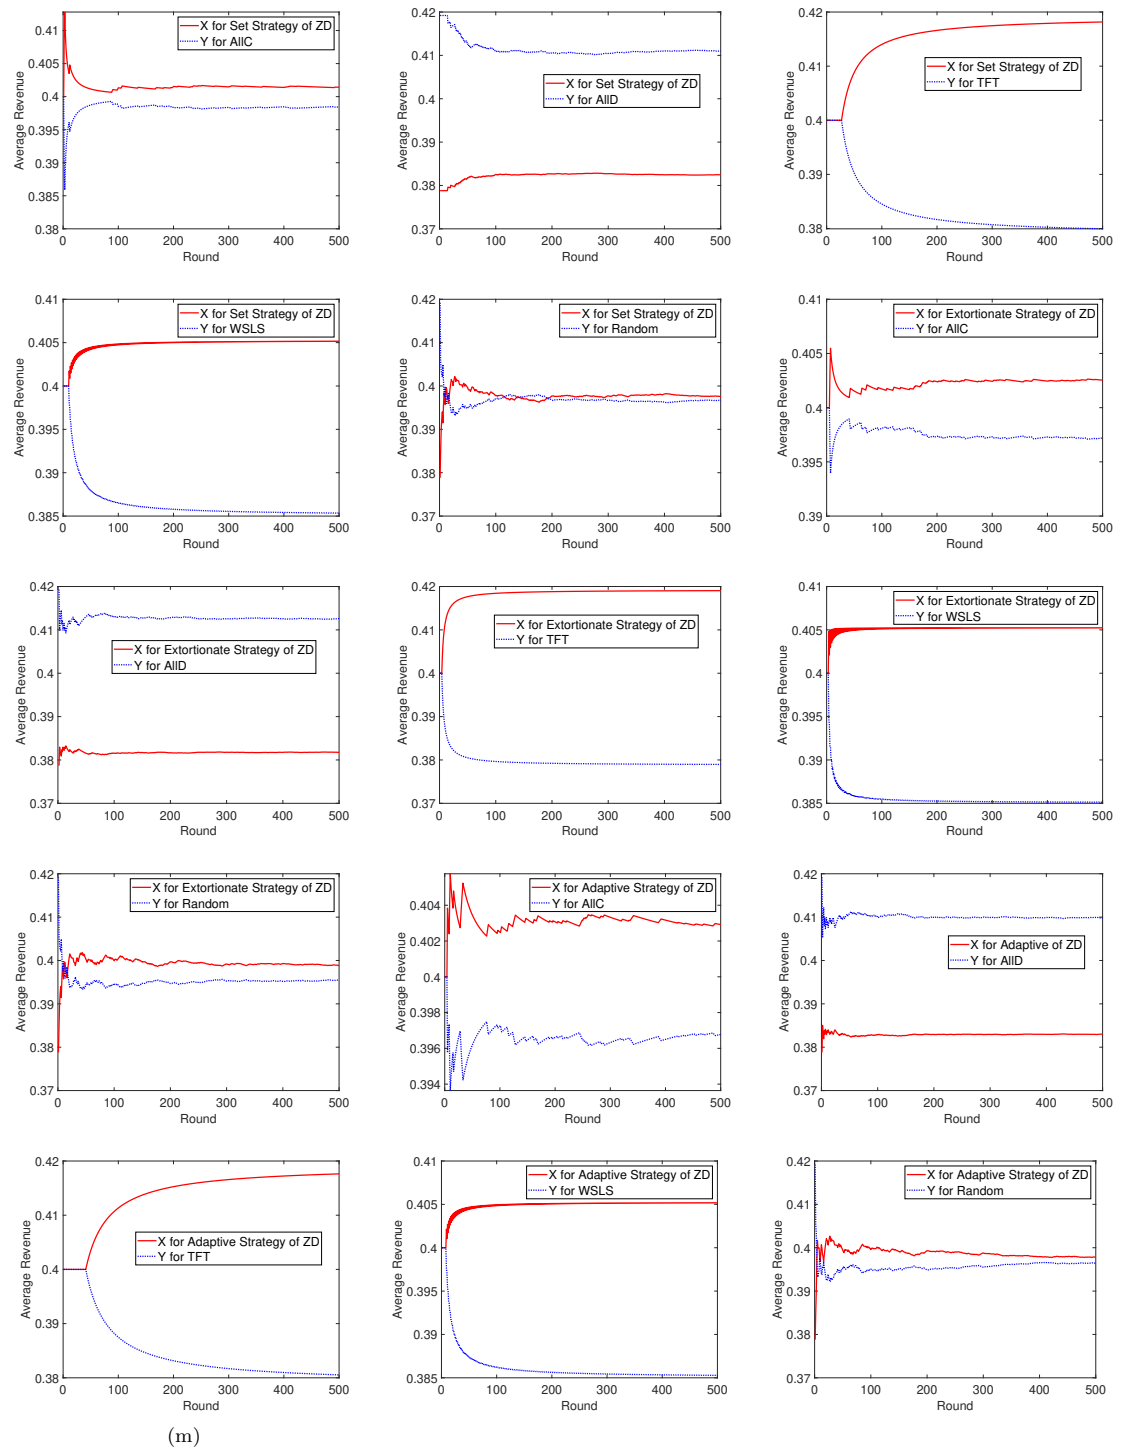 X for Set Strategy of ZD
Y for AllC
Average Revenue
0.41
0.405
0.4
0.395
0.39
0.385
0.38
0 100 200 300 400 500
Round
X for Set Strategy of ZD
Y for AllD
Average Revenue
0.42
0.41
0.4
0.39
0.38
0.37
0 100 200 300 400 500
Round
X for Set Strategy of ZD
Y for TFT
Average Revenue
0.42
0.41
0.4
0.39
0.38
0 100 200 300 400 500
Round
X for Set Strategy of ZD
Y for WSLS
Average Revenue
0.41
0.405
0.4
0.395
0.39
0.385
0 100 200 300 400 500
Round
X for Set Strategy of ZD
Y for Random
Average Revenue
0.42
0.41
0.4
0.39
0.38
0.37
0 100 200 300 400 500
Round
X for Extortionate Strategy of ZD
Y for AllC
Average Revenue
0.41
0.405
0.4
0.395
0.39
0 100 200 300 400 500
Round
X for Extortionate Strategy of ZD
Y for AllD
Average Revenue
0.42
0.41
0.4
0.39
0.38
0.37
0 100 200 300 400 500
Round
X for Extortionate Strategy of ZD
Y for TFT
Average Revenue
0.42
0.41
0.4
0.39
0.38
0.37
0 100 200 300 400 500
Round
X for Extortionate Strategy of ZD
Y for WSLS
Average Revenue
0.41
0.405
0.4
0.395
0.39
0.385
0 100 200 300 400 500
Round
X for Extortionate Strategy of ZD
Y for Random
Average Revenue
0.42
0.41
0.4
0.39
0.38
0.37
0 100 200 300 400 500
Round
X for Adaptive Strategy of ZD
Y for AllC
Average Revenue
0.404
0.402
0.4
0.398
0.396
0.394
0 100 200 300 400 500
Round
X for Adaptive of ZD
Y for AllD
Average Revenue
0.42
0.41
0.4
0.39
0.38
0.37
0 100 200 300 400 500
Round
X for Adaptive Strategy of ZD
Y for TFT
Average Revenue
0.42
0.41
0.4
0.39
0.38
0 100 200 300 400 500
Round
X for Adaptive Strategy of ZD
Y for WSLS
Average Revenue
0.41
0.405
0.4
0.395
0.39
0.385
0 100 200 300 400 500
Round
X for Adaptive Strategy of ZD
Y for Random
Average Revenue
0.42
0.41
0.4
0.39
0.38
0.37
0 100 200 300 400 500
Round
(m)